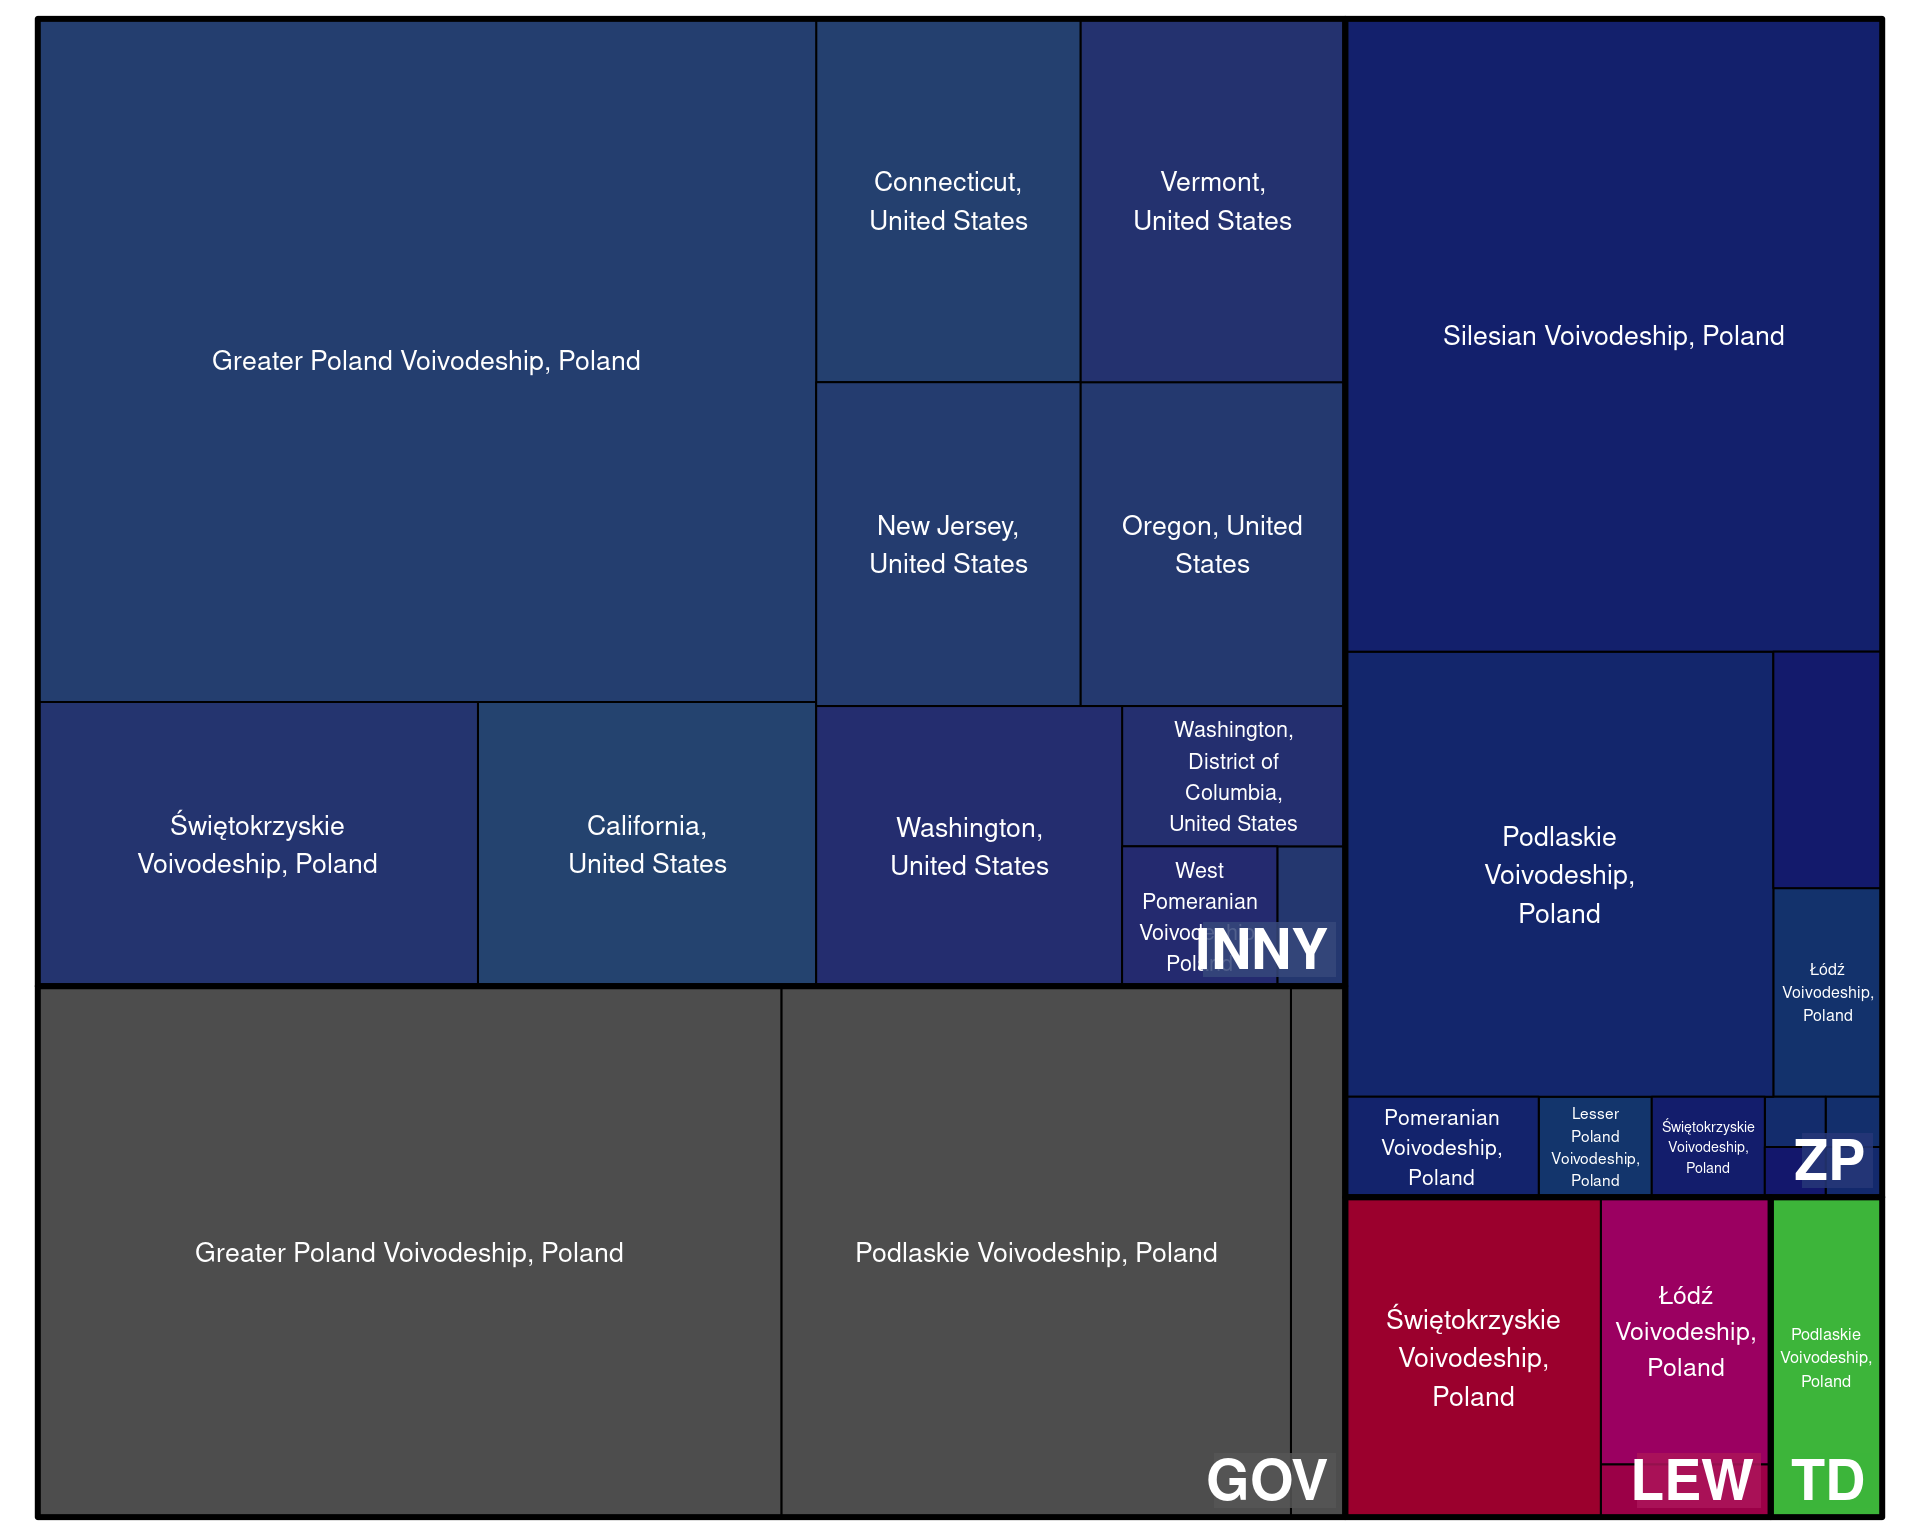 Greater Poland Voivodeship, Poland
Connecticut,
United States
Vermont,
United States
New Jersey,
United States
Oregon, United
States
Świętokrzyskie
Voivodeship, Poland
California,
United States
Washington,
United States
Washington,
District of
Columbia,
United States
West
Pomeranian
INNY
Greater Poland Voivodeship, Poland
Podlaskie Voivodeship, Poland
GOV
Silesian Voivodeship, Poland
Podlaskie
Voivodeship,
Poland
Łódź
Voivodeship,
Poland
Pomeranian
Voivodeship,
Poland
Lesser
Poland
Voivodeship,
Poland
Świętokrzyskie
Voivodeship,
Poland
ZP
Świętokrzyskie
Voivodeship,
Poland
Łódź
Voivodeship,
Poland
LEW
Podlaskie
Voivodeship,
Poland
TD